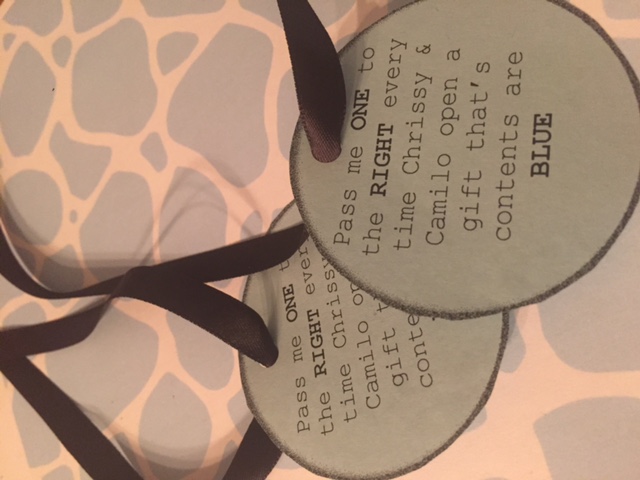 Pass me ONE to
the RIGHT every
time Chrissy &
Camilo open a
gift that's
contents are
BLUE
Pass me ONE
the RIGHT
time Chrissy
Camilo
gift